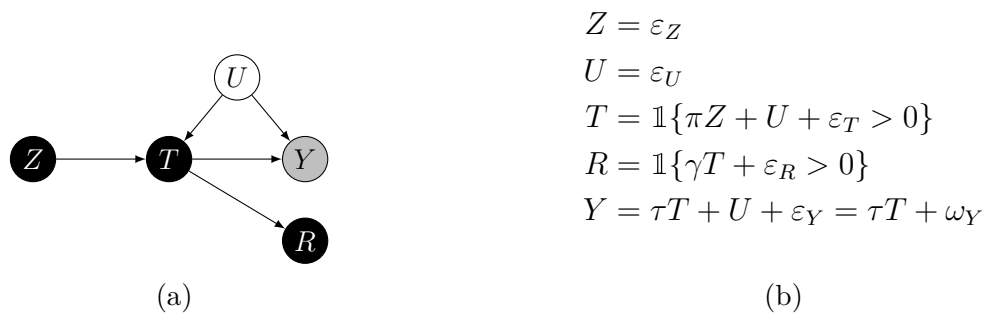 U
Z
T
Y
R
(a)
Z = ε_Z
U = ε_U
T = 𝟙{πZ + U + ε_T > 0}
R = 𝟙{γT + ε_R > 0}
Y = τT + U + ε_Y = τT + ω_Y
(b)